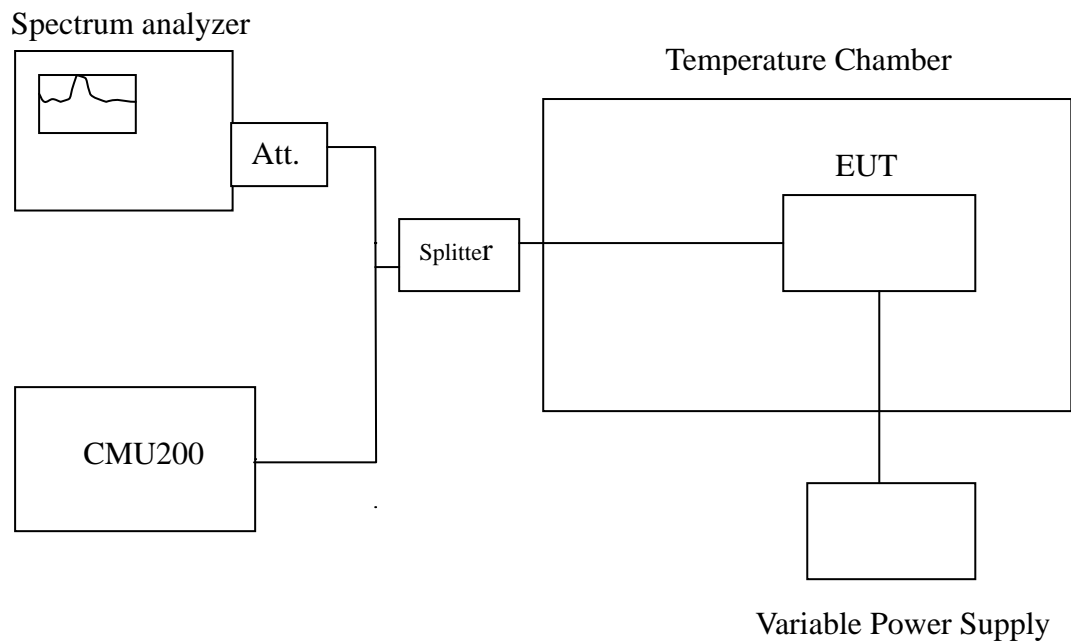 Spectrum analyzer
Temperature Chamber
Att.
EUT
Splitter
CMU200
Variable Power Supply